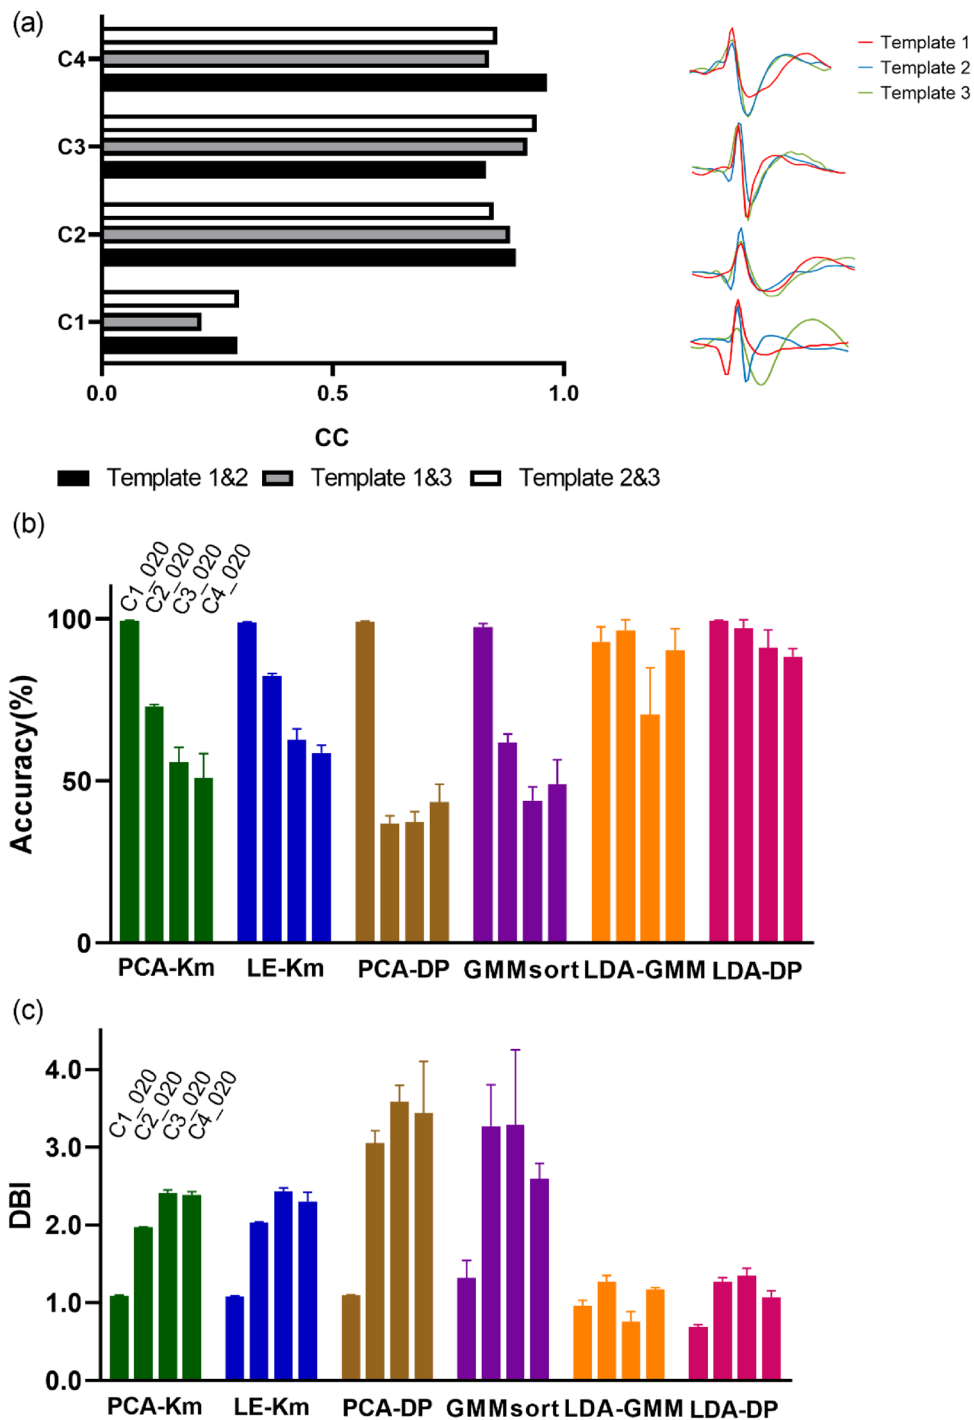 (a)
C4
C3
C2
C1
0.0 0.5 1.0
CC
Template 1
Template 2
Template 3
Template 1&2 Template 1&3 Template 2&3
(b)
C1_020
C2_020
C3_020
C4_020
100
50
0
Accuracy(%)
PCA-Km LE-Km PCA-DP GMMsort LDA-GMM LDA-DP
(c)
C1_020
C2_020
C3_020
C4_020
4.0
3.0
2.0
1.0
0.0
DBI
PCA-Km LE-Km PCA-DP GMMsort LDA-GMM LDA-DP